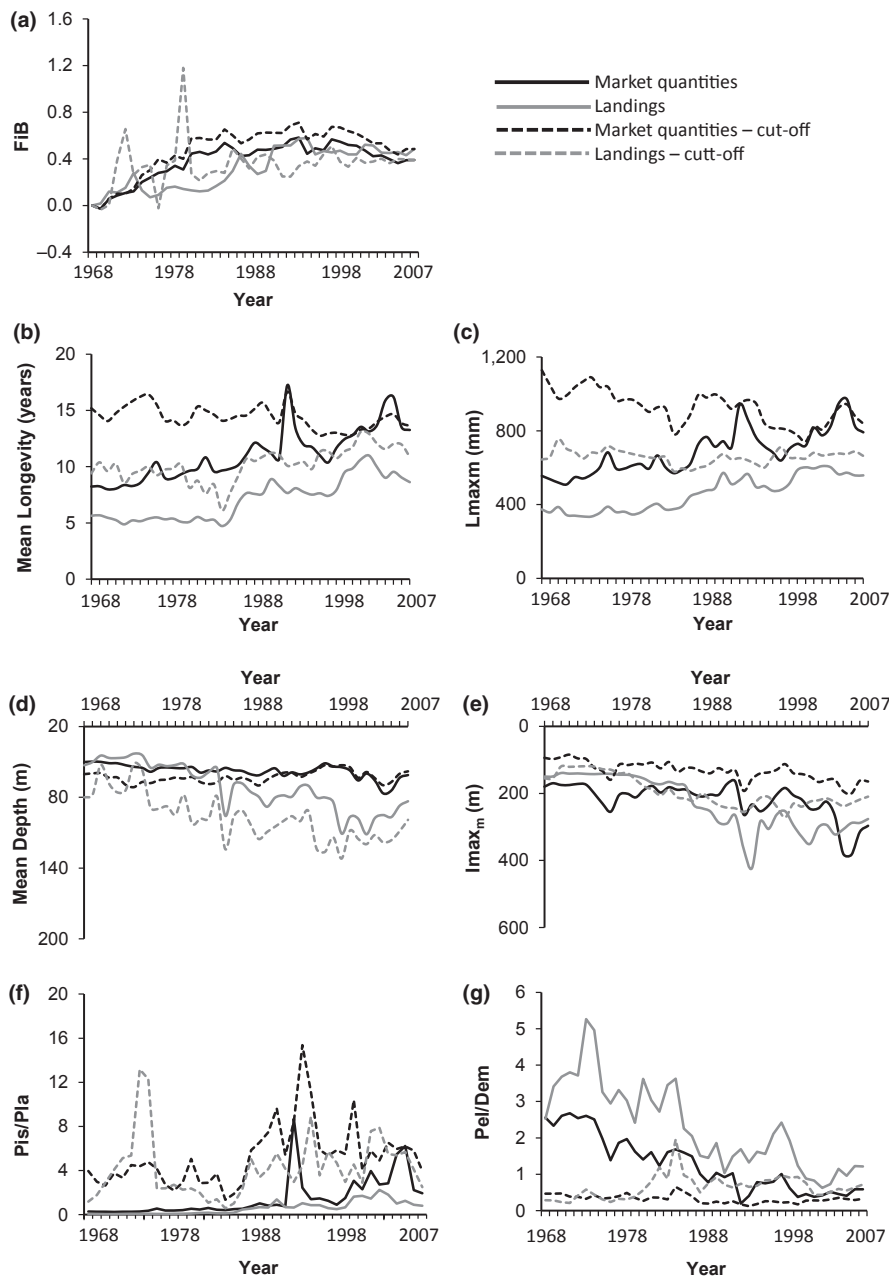 (a)
1.6
1.2
0.8
0.4
0.0
–0.4
FiB
1968 1978 1988 1998 2007
Year
Market quantities
Landings
Market quantities – cut-off
Landings – cutt-off
(b)
20
15
10
5
0
Mean Longevity (years)
1968 1978 1988 1998 2007
Year
(c)
1,200
800
400
0
Lmaxm (mm)
1968 1978 1988 1998 2007
Year
(d)
Year
1968 1978 1988 1998 2007
20
80
140
200
Mean Depth (m)
(e)
Year
1968 1978 1988 1998 2007
0
200
400
600
Imaxm (m)
(f)
20
16
12
8
4
0
Pis/Pla
1968 1978 1988 1998 2007
(g)
6
5
4
3
2
1
0
Pel/Dem
1968 1978 1988 1998 2007
Year